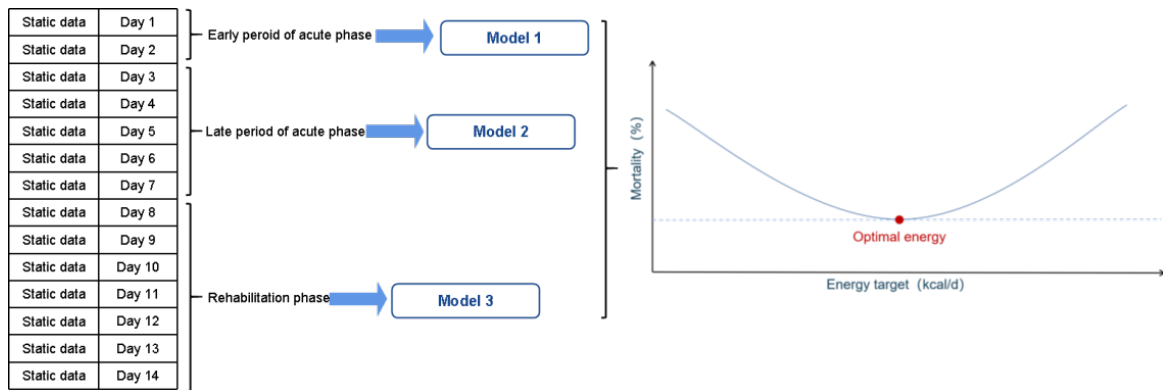 Static data Day 1
Static data Day 2
Static data Day 3
Static data Day 4
Static data Day 5
Static data Day 6
Static data Day 7
Static data Day 8
Static data Day 9
Static data Day 10
Static data Day 11
Static data Day 12
Static data Day 13
Static data Day 14
Early peroid of acute phase
Late period of acute phase
Rehabilitation phase
Model 1
Model 2
Model 3
Mortality (%)
Optimal energy
Energy target (kcal/d)